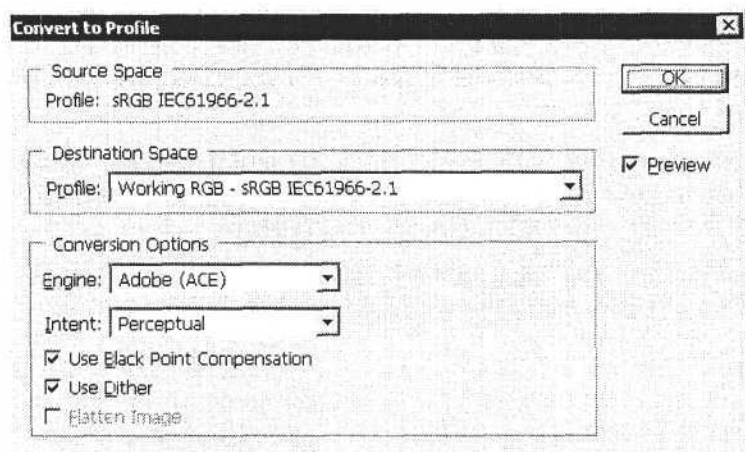 Convert to Profile
Source Space
Profile: sRGB IEC61966-2.1
OK
Cancel
Preview
Destination Space
Profile: Working RGB - sRGB IEC61966-2.1
Conversion Options
Engine: Adobe (ACE)
Intent: Perceptual
Use Black Point Compensation
Use Dither
Flatten Image